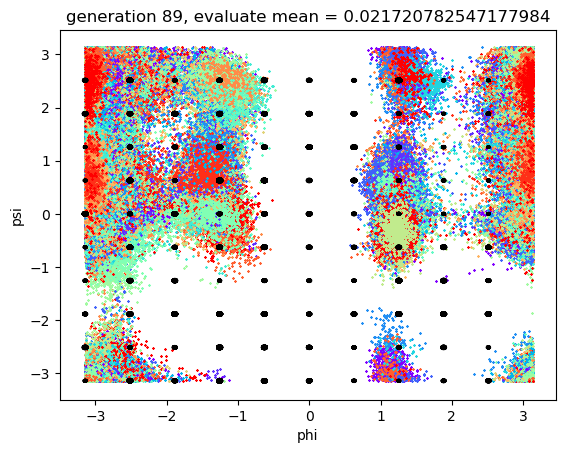 generation 89, evaluate mean = 0.021720782547177984
3
2
1
0
−1
−2
−3
psi
−3 −2 −1 0 1 2 3
phi